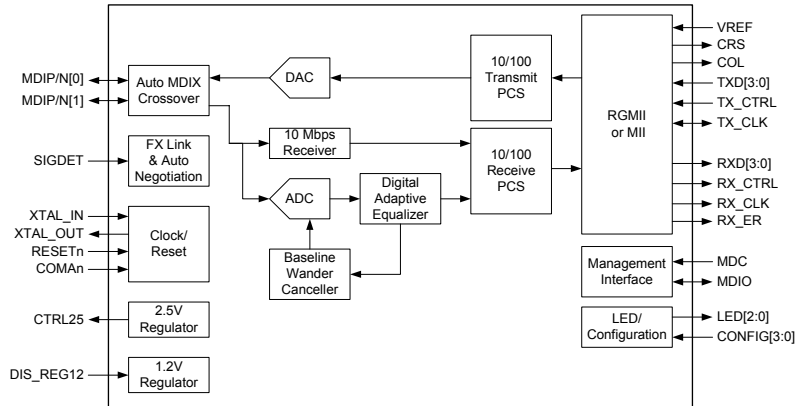 MDIP/N[0]
MDIP/N[1]
SIGDET
XTAL_IN
XTAL_OUT
RESETn
COMAn
CTRL25
DIS_REG12
Auto MDIX
Crossover
FX Link
& Auto
Negotiation
Clock/
Reset
2.5V
Regulator
1.2V
Regulator
DAC
10 Mbps
Receiver
ADC
Digital
Adaptive
Equalizer
Baseline
Wander
Canceller
10/100
Transmit
PCS
10/100
Receive
PCS
RGMII
or MII
Management
Interface
LED/
Configuration
VREF
CRS
COL
TXD[3:0]
TX_CTRL
TX_CLK
RXD[3:0]
RX_CTRL
RX_CLK
RX_ER
MDC
MDIO
LED[2:0]
CONFIG[3:0]